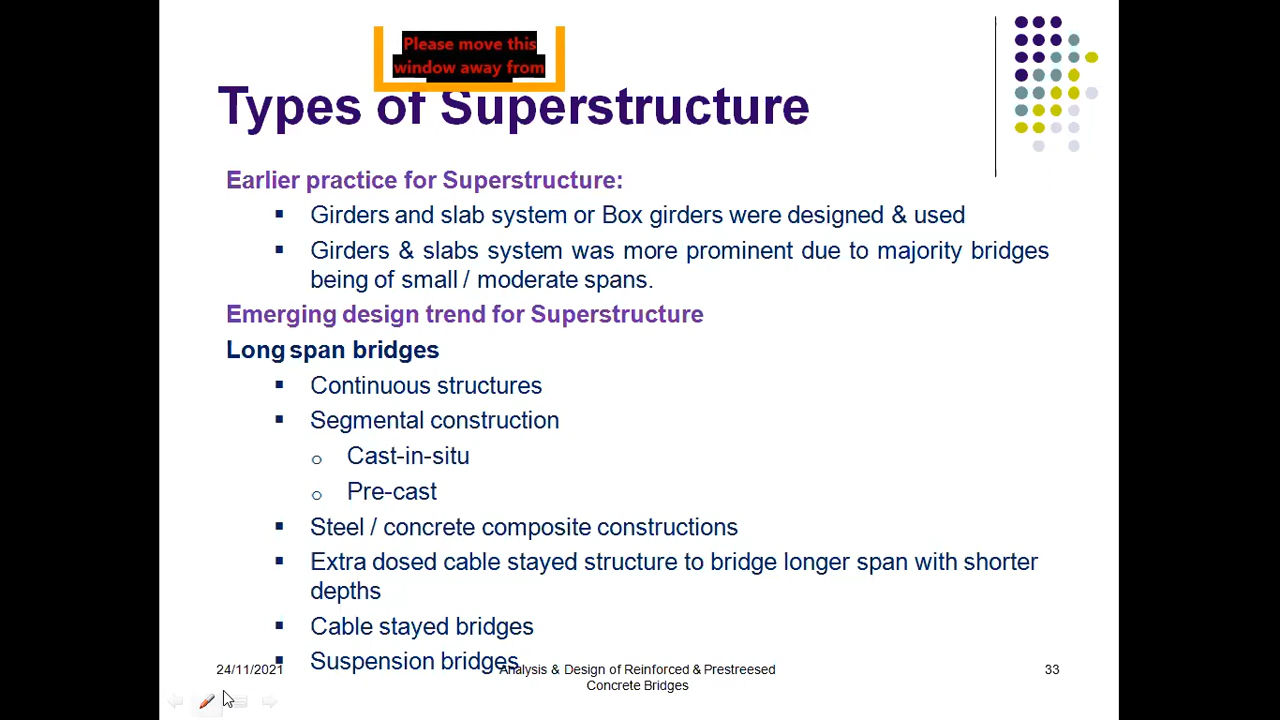 Please move this
window away from
Types of Superstructure
Earlier practice for Superstructure:
▪ Girders and slab system or Box girders were designed & used
▪ Girders & slabs system was more prominent due to majority bridges
being of small / moderate spans.
Emerging design trend for Superstructure
Long span bridges
▪ Continuous structures
▪ Segmental construction
o Cast-in-situ
o Pre-cast
▪ Steel / concrete composite constructions
▪ Extra dosed cable stayed structure to bridge longer span with shorter
depths
▪ Cable stayed bridges
▪ Suspension bridges
24/11/2021
Analysis & Design of Reinforced & Prestreesed
Concrete Bridges
33